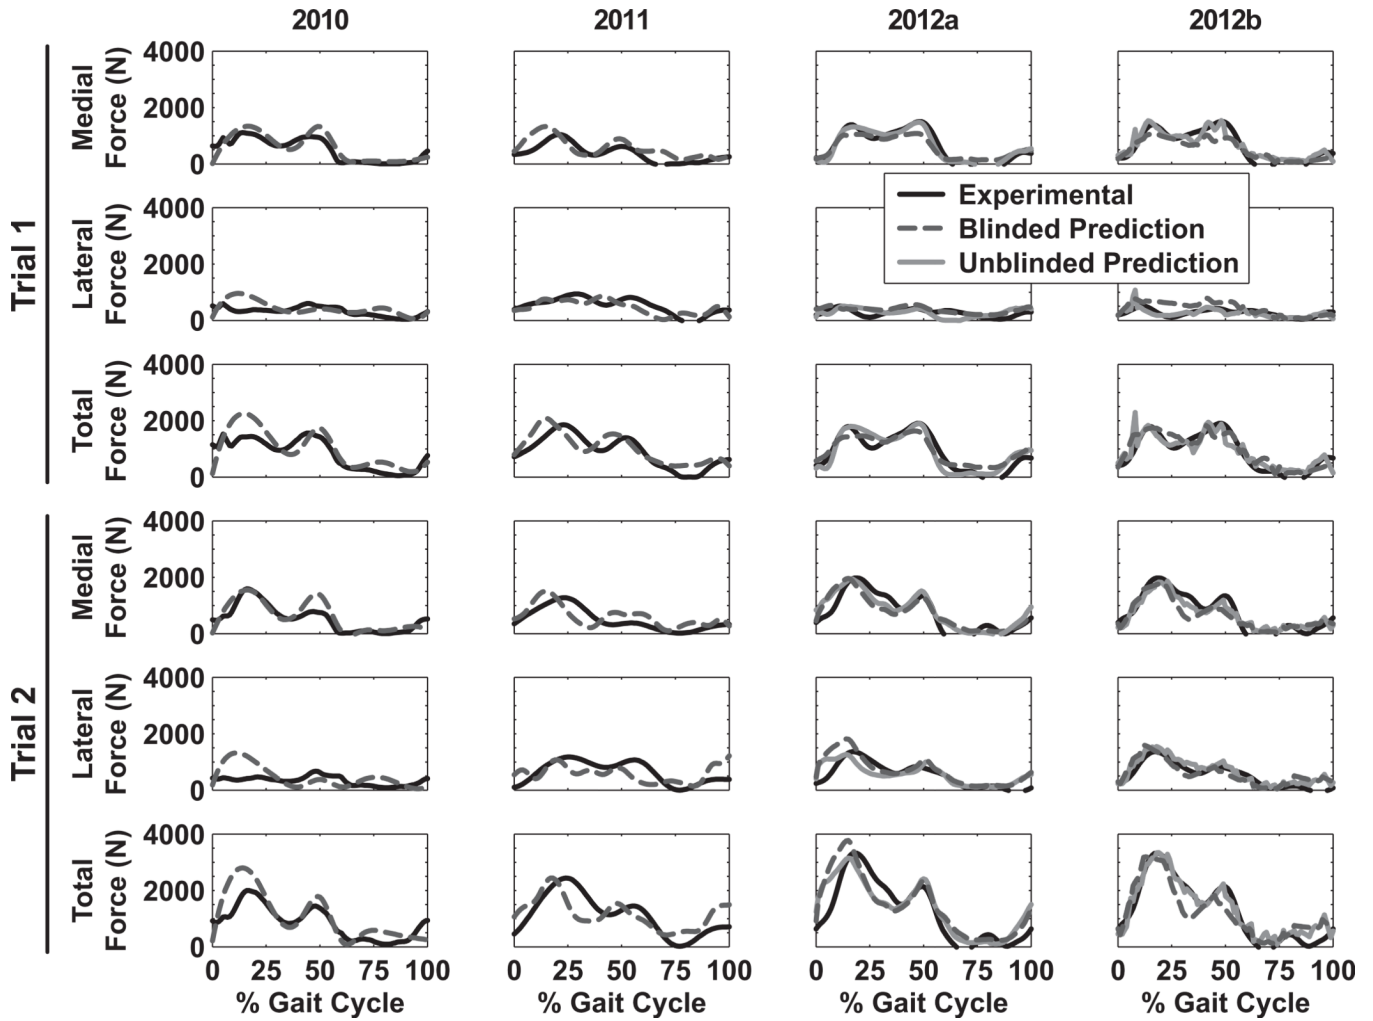 2010 2011 2012a 2012b
Trial 1
Medial
Force (N)
4000
2000
0
Experimental
Blinded Prediction
Unblinded Prediction
Lateral
Force (N)
4000
2000
0
Total
Force (N)
4000
2000
0
Trial 2
Medial
Force (N)
4000
2000
0
Lateral
Force (N)
4000
2000
0
Total
Force (N)
4000
2000
0
0 25 50 75 100 0 25 50 75 100 0 25 50 75 100 0 25 50 75 100
% Gait Cycle % Gait Cycle % Gait Cycle % Gait Cycle